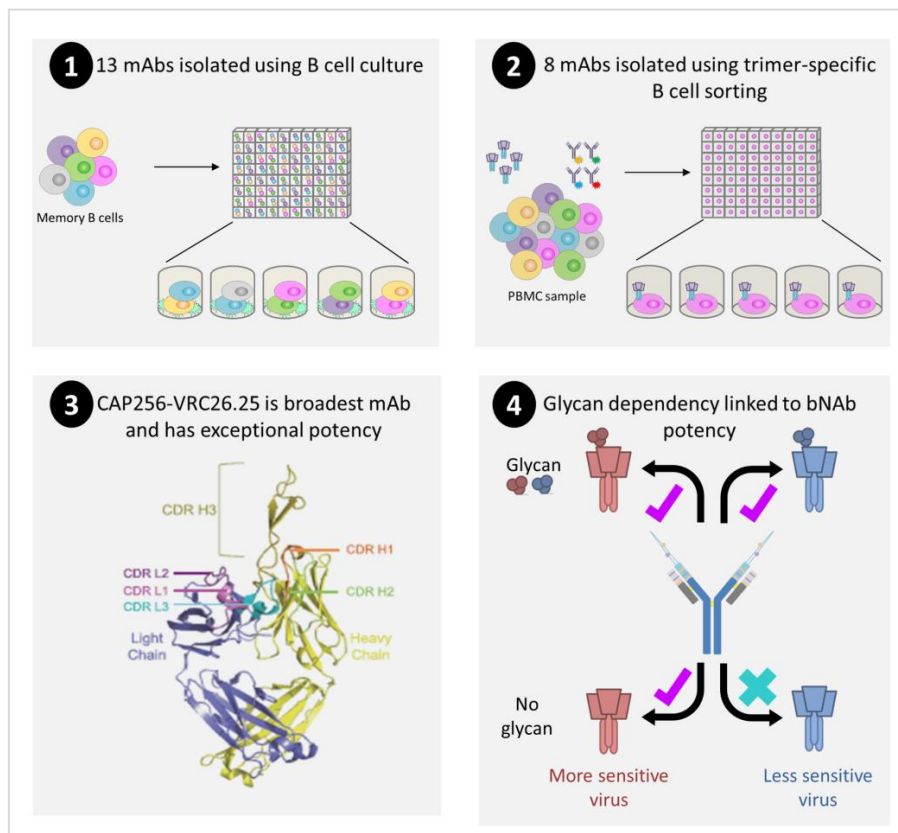 1
13 mAbs isolated using B cell culture
Memory B cells
2
8 mAbs isolated using trimer-specific
B cell sorting
PBMC sample
3
CAP256-VRC26.25 is broadest mAb
and has exceptional potency
CDR H3
CDR H1
CDR L2
CDR L1
CDR H2
CDR L3
Light
Chain
Heavy
Chain
4
Glycan dependency linked to bNAb
potency
Glycan
No
glycan
More sensitive
virus
Less sensitive
virus